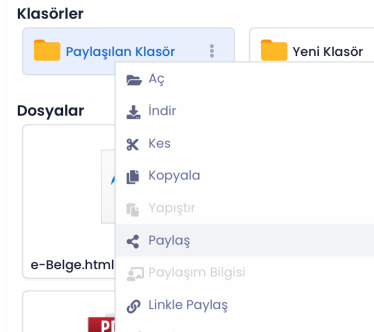 Klasörler
Paylaşılan Klasör
Yeni Klasör
Aç
Dosyalar
İndir
Kes
Kopyala
Yapıştır
Paylaş
e-Belge.html
Paylaşım Bilgisi
Linkle Paylaş